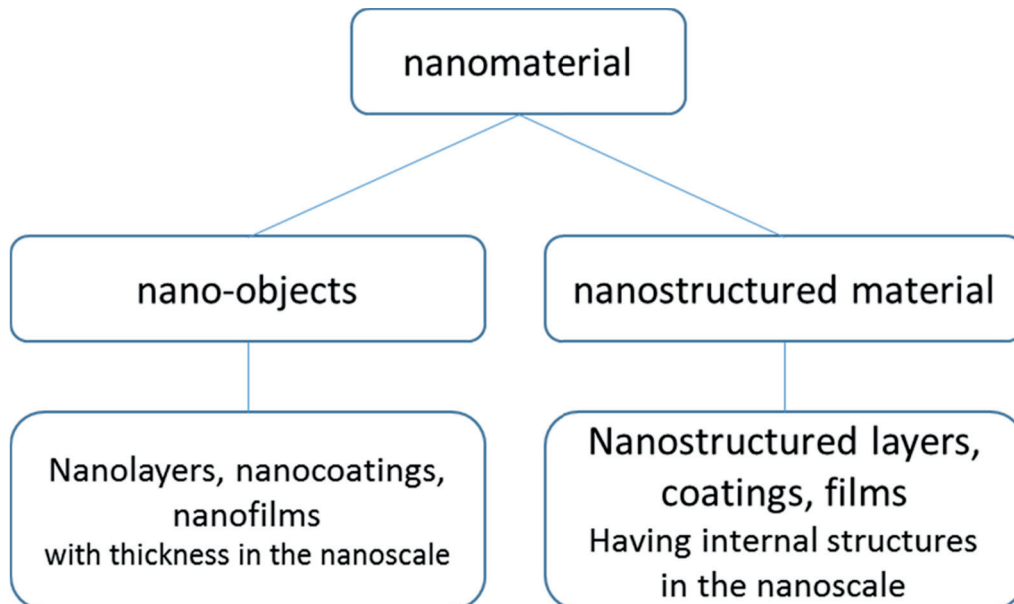 nanomaterial
nano-objects
nanostructured material
Nanolayers, nanocoatings,
nanofilms
with thickness in the nanoscale
Nanostructured layers,
coatings, films
Having internal structures
in the nanoscale